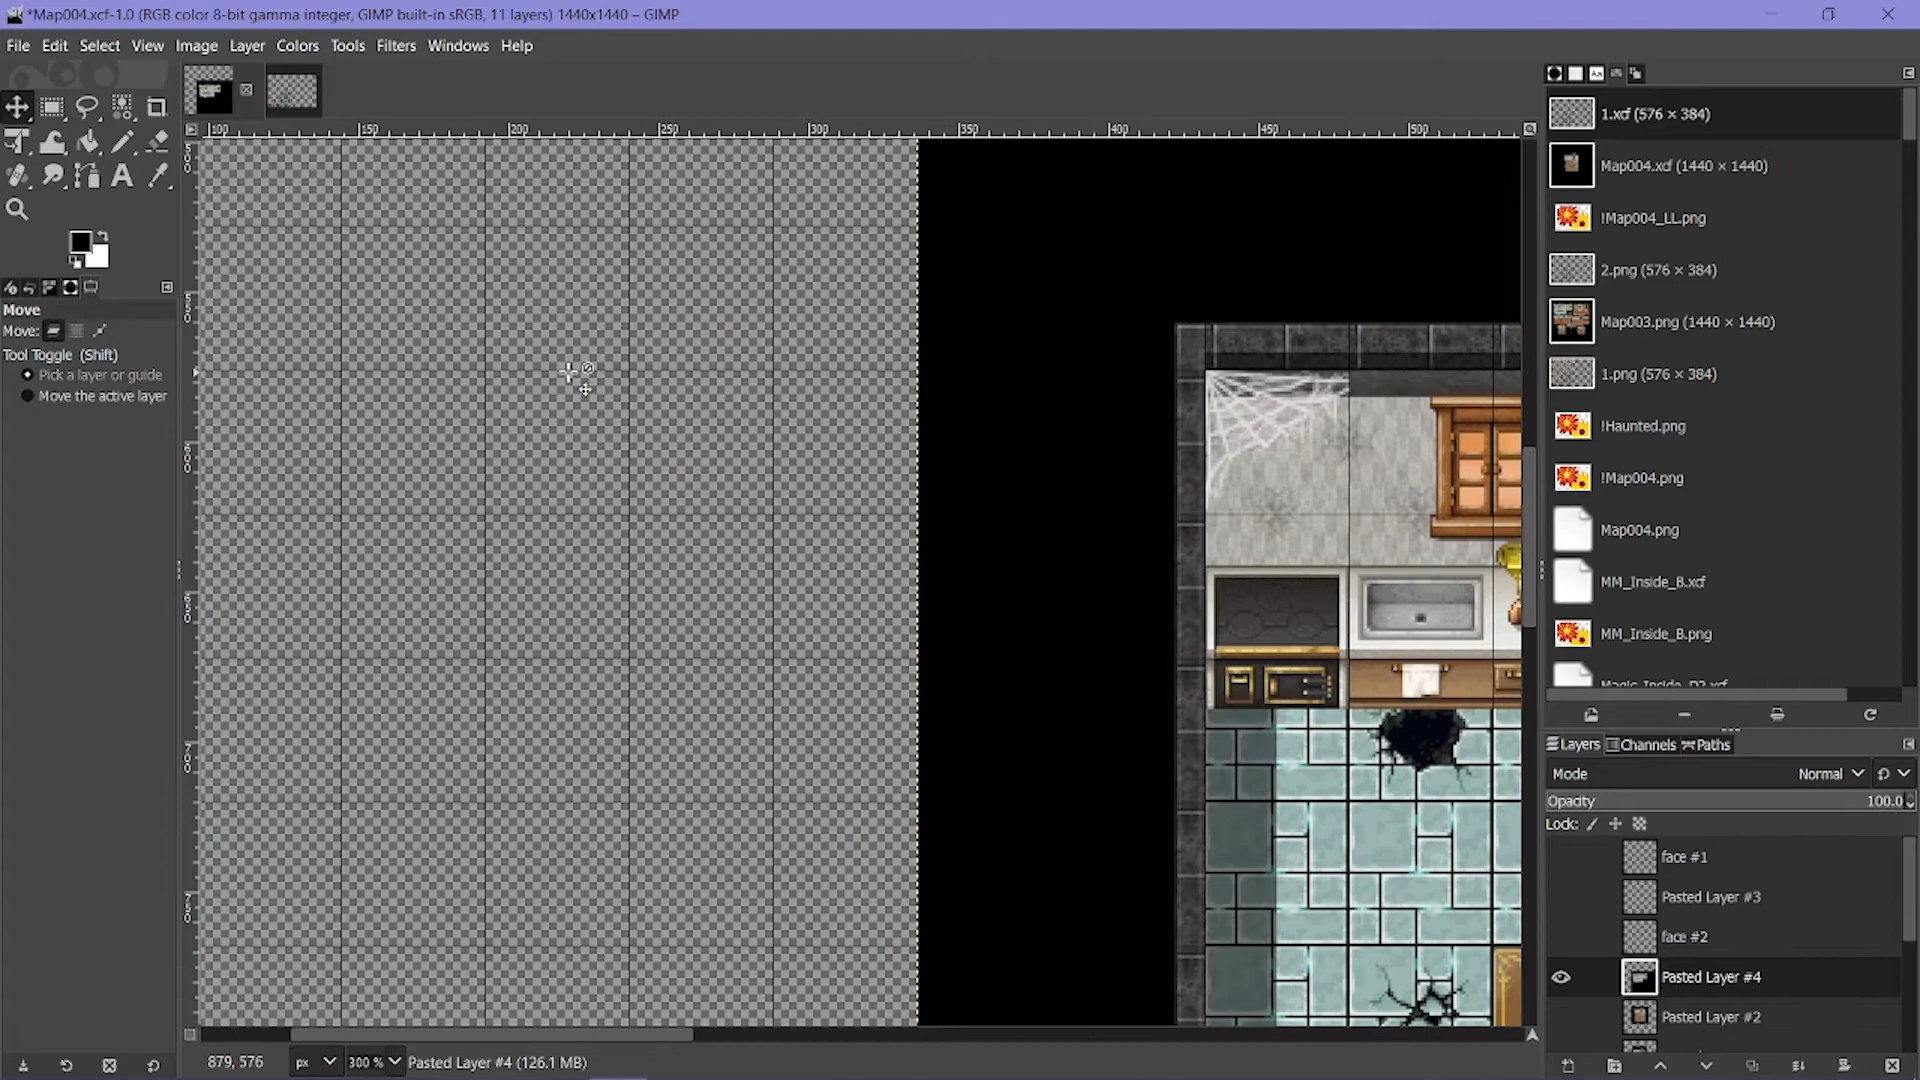 *Map004.xcf-1.0 (RGB color 8-bit gamma integer, GIMP built-in sRGB, 11 layers) 1440x1440 – GIMP
File Edit Select View Image Layer Colors Tools Filters Windows Help
100 150 200 250 300 350 400 450 500
500
550
600
650
700
750
Move
Move:
Tool Toggle (Shift)
Pick a layer or guide
Move the active layer
1.xcf (576 × 384)
Map004.xcf (1440 × 1440)
!Map004_LL.png
2.png (576 × 384)
Map003.png (1440 × 1440)
1.png (576 × 384)
!Haunted.png
!Map004.png
Map004.png
MM_Inside_B.xcf
MM_Inside_B.png
Layers Channels Paths
Mode Normal
Opacity 100.0
Lock:
face #1
Pasted Layer #3
face #2
Pasted Layer #4
Pasted Layer #2
879, 576 px 300 % Pasted Layer #4 (126.1 MB)